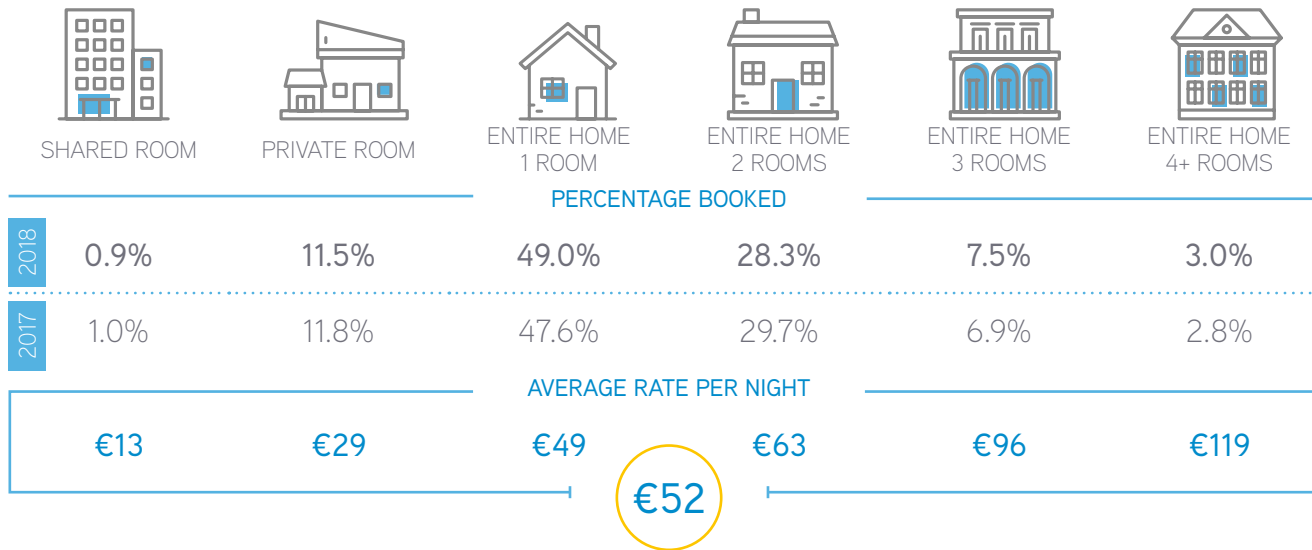 SHARED ROOM
PRIVATE ROOM
ENTIRE HOME
1 ROOM
ENTIRE HOME
2 ROOMS
ENTIRE HOME
3 ROOMS
ENTIRE HOME
4+ ROOMS
PERCENTAGE BOOKED
2018
0.9% 11.5% 49.0% 28.3% 7.5% 3.0%
2017
1.0% 11.8% 47.6% 29.7% 6.9% 2.8%
AVERAGE RATE PER NIGHT
€13 €29 €49 €63 €96 €119
€52